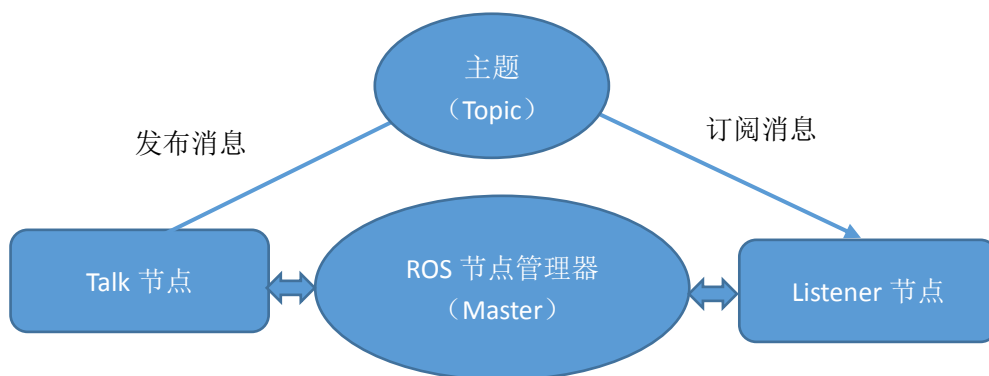 主题
（Topic）
发布消息
订阅消息
Talk 节点
ROS 节点管理器
（Master）
Listener 节点